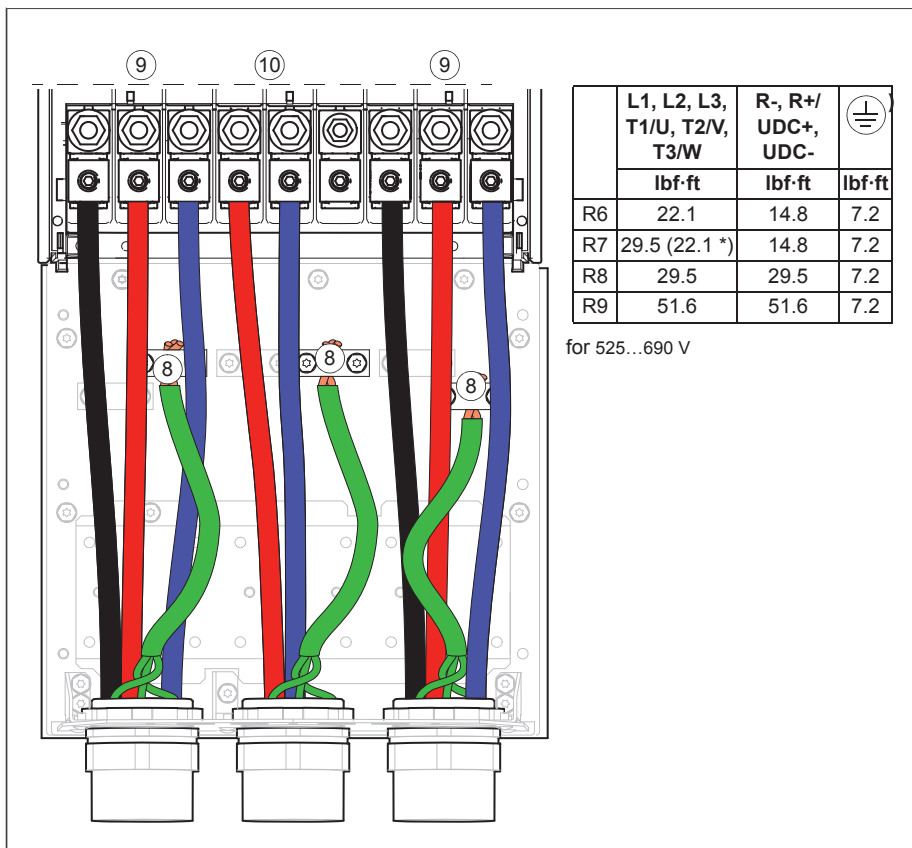 9 10 9
8 8 8
L1, L2, L3, T1/U, T2/V, T3/W R-, R+/ UDC+, UDC- )
lbf·ft lbf·ft lbf·ft
R6 22.1 14.8 7.2
R7 29.5 (22.1 *) 14.8 7.2
R8 29.5 29.5 7.2
R9 51.6 51.6 7.2
for 525…690 V